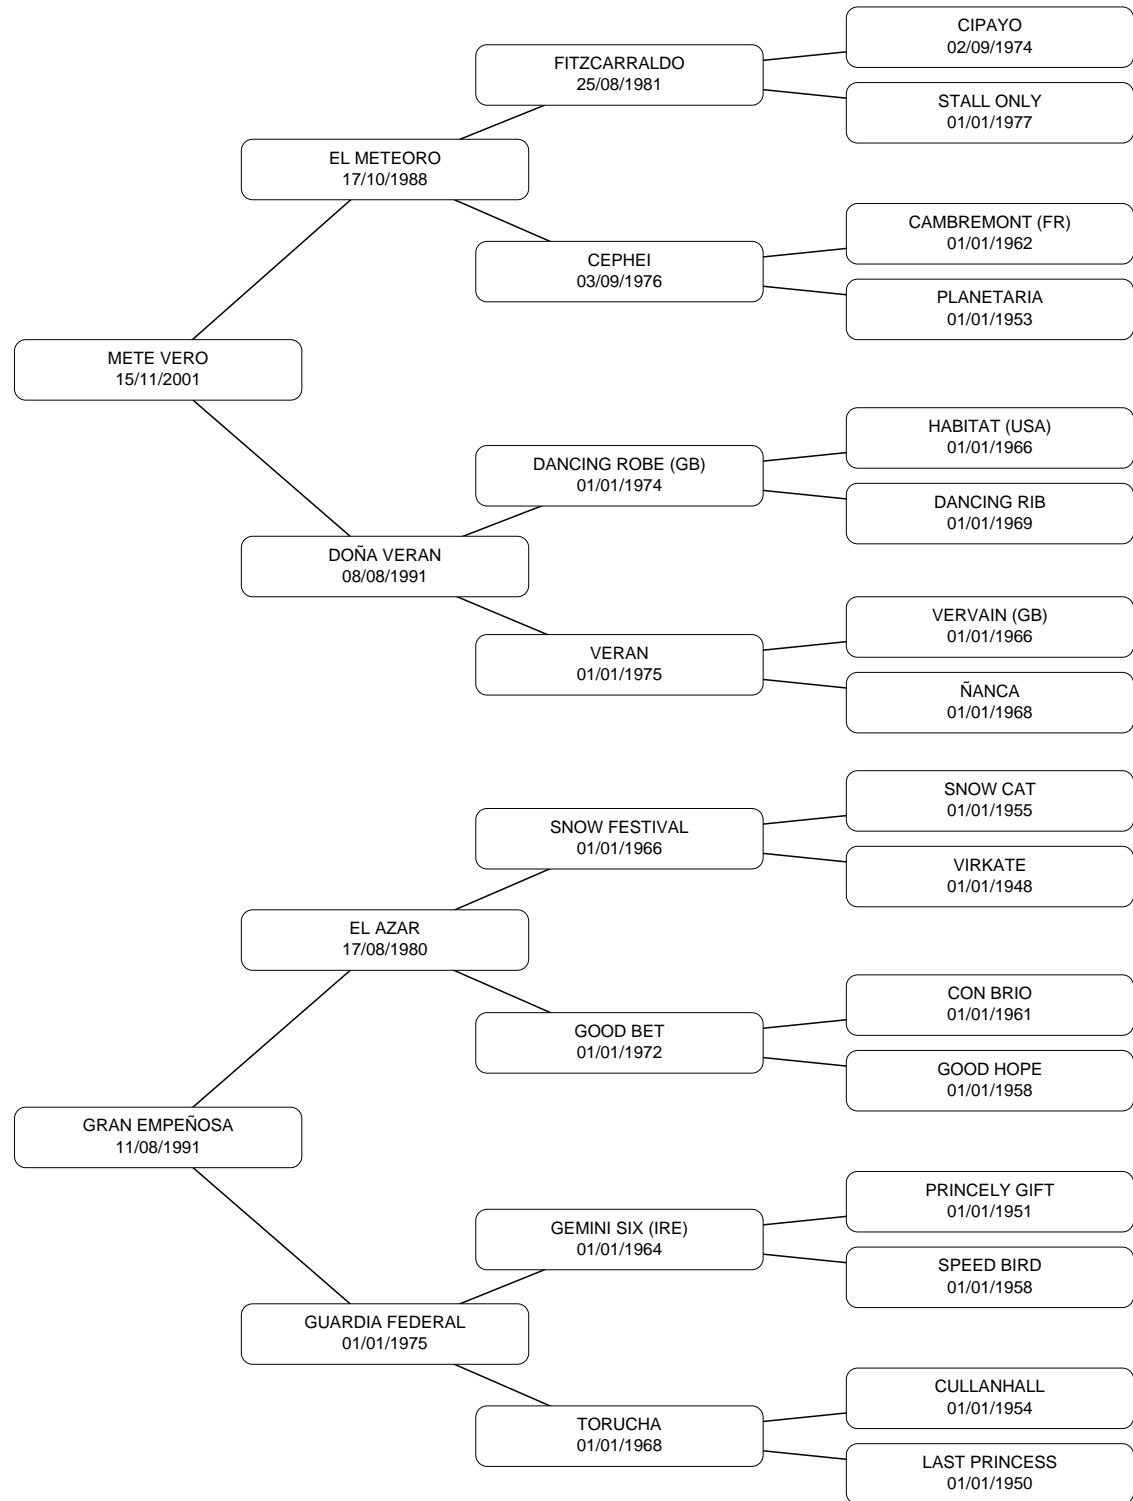 CIPAYO
02/09/1974
FITZCARRALDO
25/08/1981
STALL ONLY
01/01/1977
EL METEORO
17/10/1988
CAMBREMONT (FR)
01/01/1962
CEPHEI
03/09/1976
PLANETARIA
01/01/1953
METE VERO
15/11/2001
HABITAT (USA)
01/01/1966
DANCING ROBE (GB)
01/01/1974
DANCING RIB
01/01/1969
DOÑA VERAN
08/08/1991
VERVAIN (GB)
01/01/1966
VERAN
01/01/1975
ÑANCA
01/01/1968
SNOW CAT
01/01/1955
SNOW FESTIVAL
01/01/1966
VIRKATE
01/01/1948
EL AZAR
17/08/1980
CON BRIO
01/01/1961
GOOD BET
01/01/1972
GOOD HOPE
01/01/1958
GRAN EMPEÑOSA
11/08/1991
PRINCELY GIFT
01/01/1951
GEMINI SIX (IRE)
01/01/1964
SPEED BIRD
01/01/1958
GUARDIA FEDERAL
01/01/1975
CULLANHALL
01/01/1954
TORUCHA
01/01/1968
LAST PRINCESS
01/01/1950